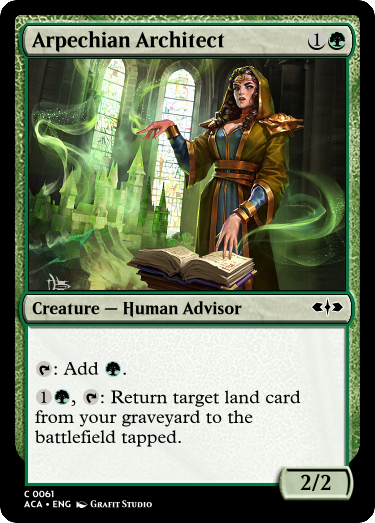 Arpechian Architect 1
Creature — Human Advisor
: Add .
1, : Return target land card
from your graveyard to the
battlefield tapped.
2/2
C 0061
ACA • ENG Grafit Studio